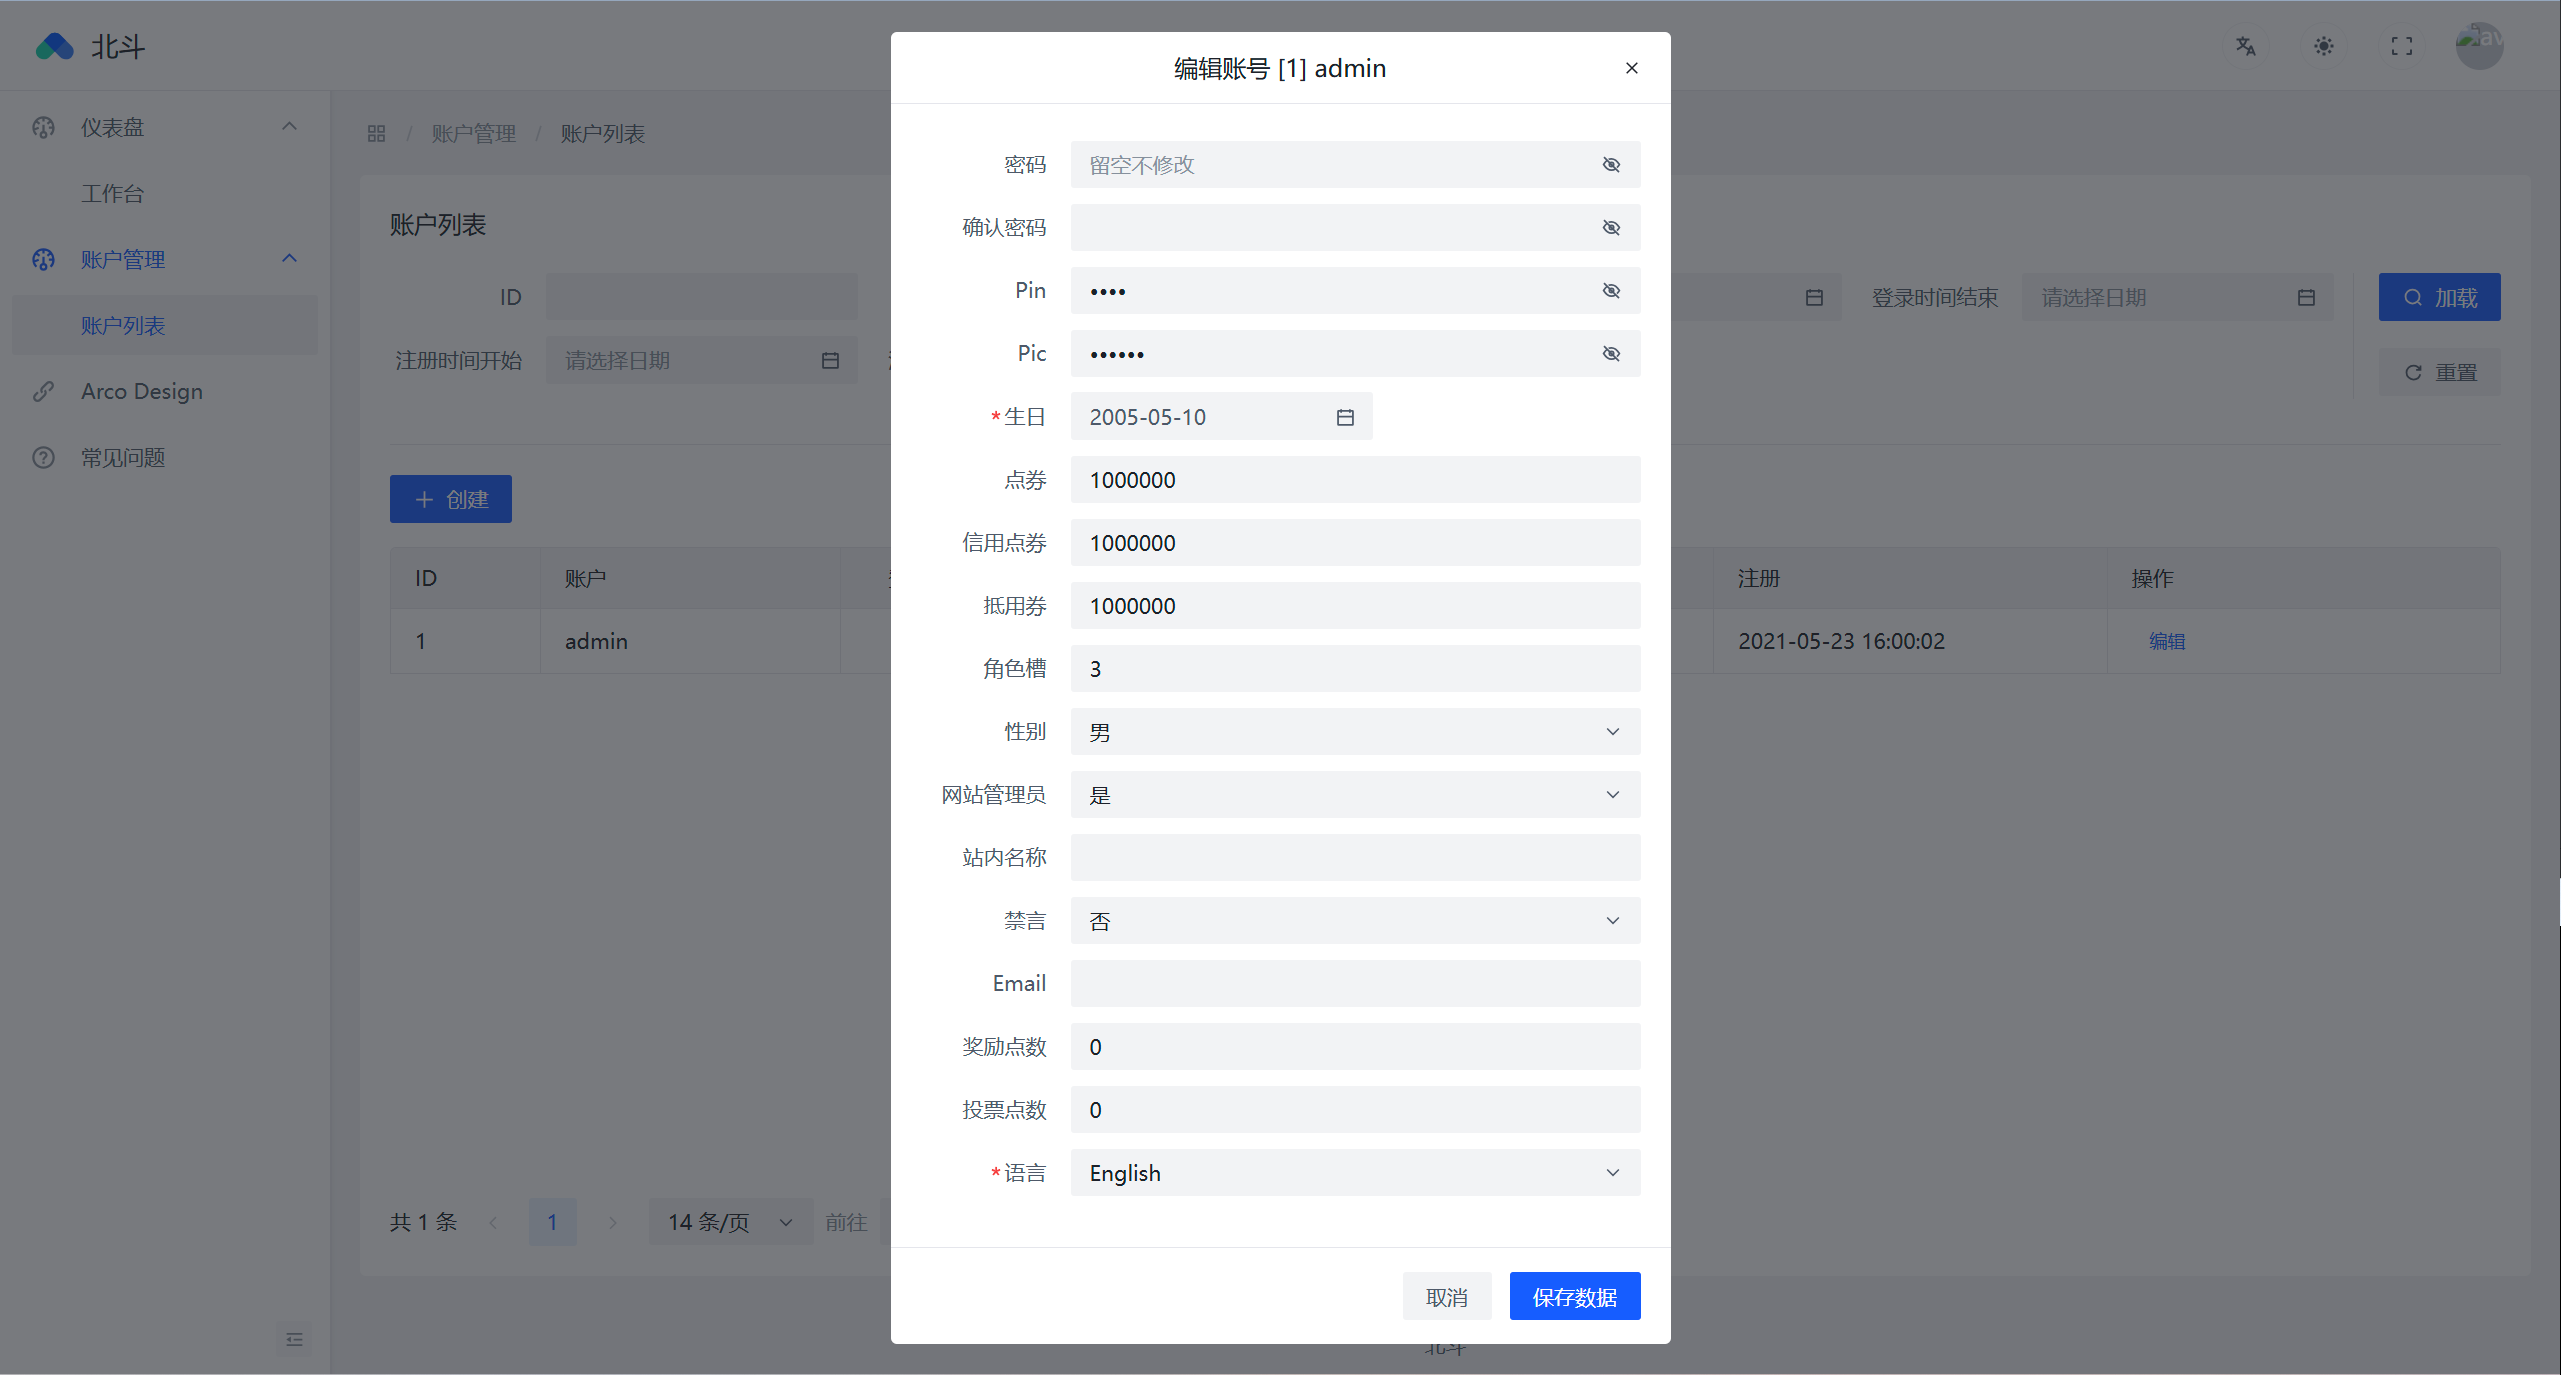 北斗
仪表盘
工作台
账户管理
账户列表
Arco Design
常见问题
/ 账户管理 / 账户列表
账户列表
ID
登录时间结束 请选择日期
加载
注册时间开始 请选择日期
重置
创建
ID 账户 注册 操作
1 admin 2021-05-23 16:00:02 编辑
共 1 条 1 14 条/页 前往
编辑账号 [1] admin
密码 留空不修改
确认密码
Pin ••••
Pic ••••••
*生日 2005-05-10
点券 1000000
信用点券 1000000
抵用券 1000000
角色槽 3
性别 男
网站管理员 是
站内名称
禁言 否
Email
奖励点数 0
投票点数 0
*语言 English
取消 保存数据
北斗